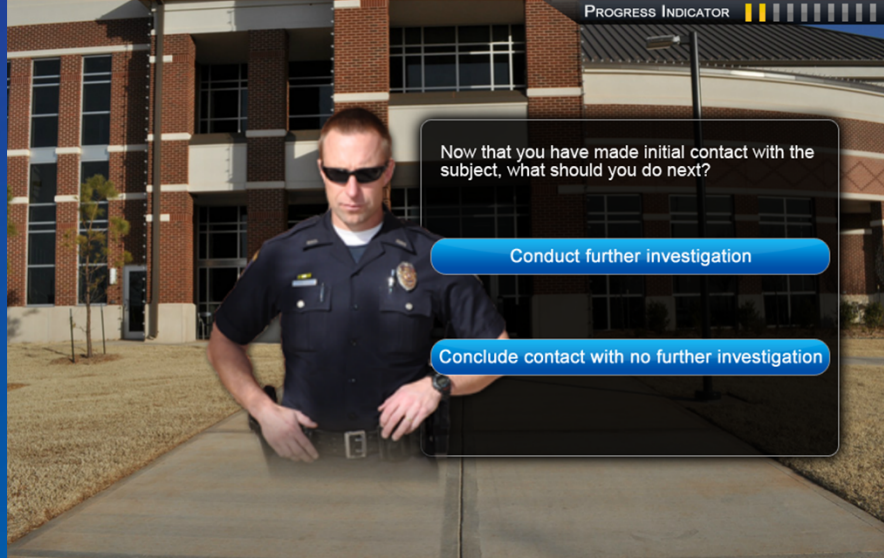 PROGRESS INDICATOR
Now that you have made initial contact with the
subject, what should you do next?
Conduct further investigation
Conclude contact with no further investigation